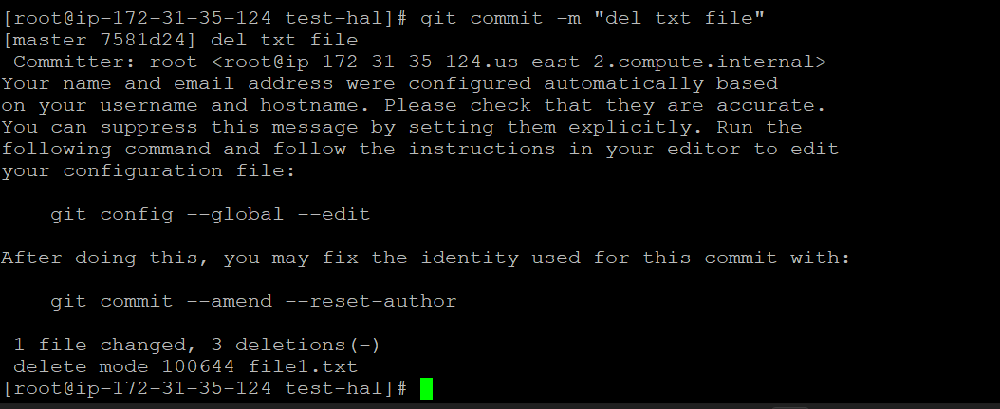 [root@ip-172-31-35-124 test-hal]# git commit -m "del txt file"
[master 7581d24] del txt file
 Committer: root <root@ip-172-31-35-124.us-east-2.compute.internal>
Your name and email address were configured automatically based
on your username and hostname. Please check that they are accurate.
You can suppress this message by setting them explicitly. Run the
following command and follow the instructions in your editor to edit
your configuration file:

    git config --global --edit

After doing this, you may fix the identity used for this commit with:

    git commit --amend --reset-author

 1 file changed, 3 deletions(-)
 delete mode 100644 file1.txt
[root@ip-172-31-35-124 test-hal]#